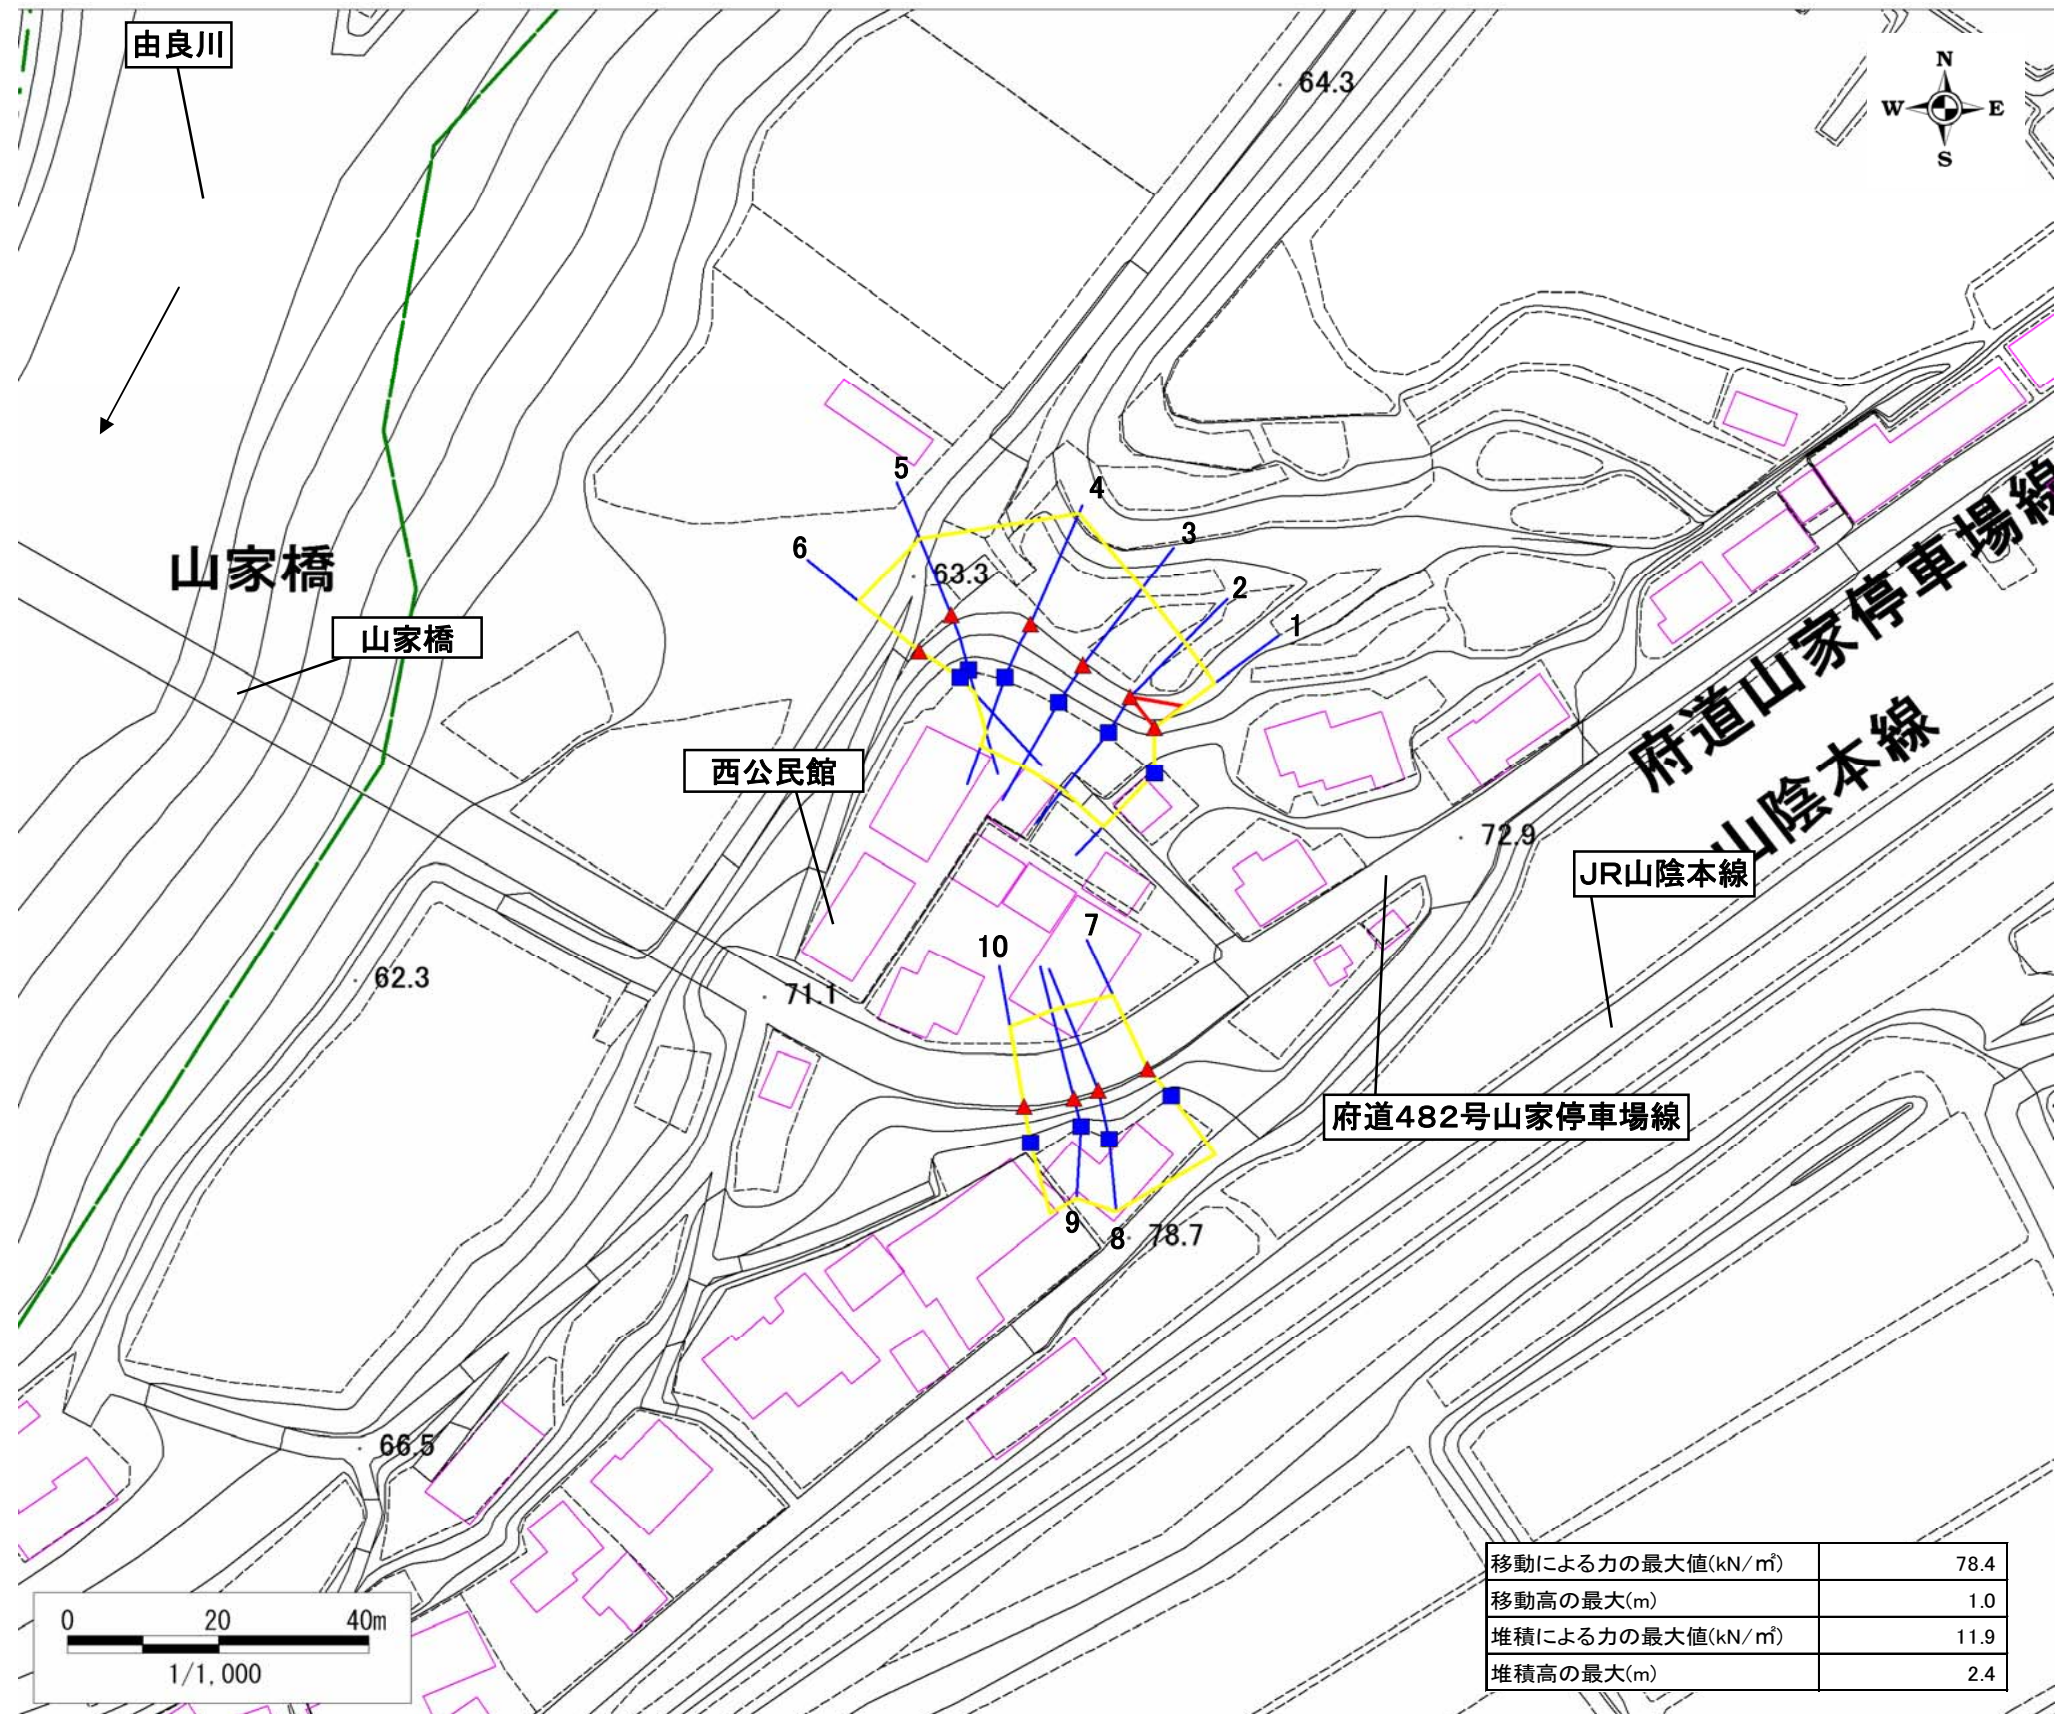 由良川
64.3
N
W
E
S
5
4
3
6
63.3
2
1
山家橋
山家橋
西公民館
府道山家停車場線
山陰本線
72.9
JR山陰本線
7
10
62.3
71.1
府道482号山家停車場線
9
8
78.7
66.5
移動による力の最大値(kN/㎡) 78.4
移動高の最大(m) 1.0
堆積による力の最大値(kN/㎡) 11.9
堆積高の最大(m) 2.4
0 20 40m
1/1,000